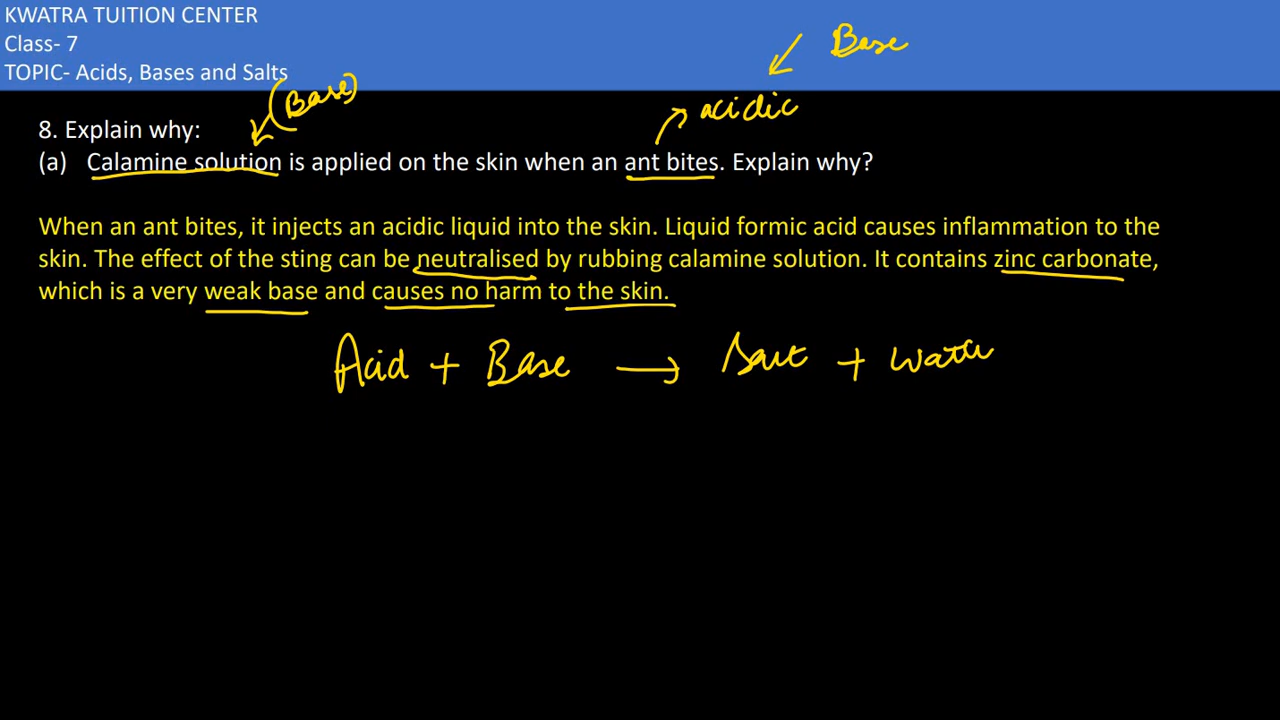 KWATRA TUITION CENTER
Class- 7
TOPIC- Acids, Bases and Salts
Base
(Base)
acidic
8. Explain why:
(a) Calamine solution is applied on the skin when an ant bites. Explain why?
When an ant bites, it injects an acidic liquid into the skin. Liquid formic acid causes inflammation to the
skin. The effect of the sting can be neutralised by rubbing calamine solution. It contains zinc carbonate,
which is a very weak base and causes no harm to the skin.
Acid + Base → Salt + Water